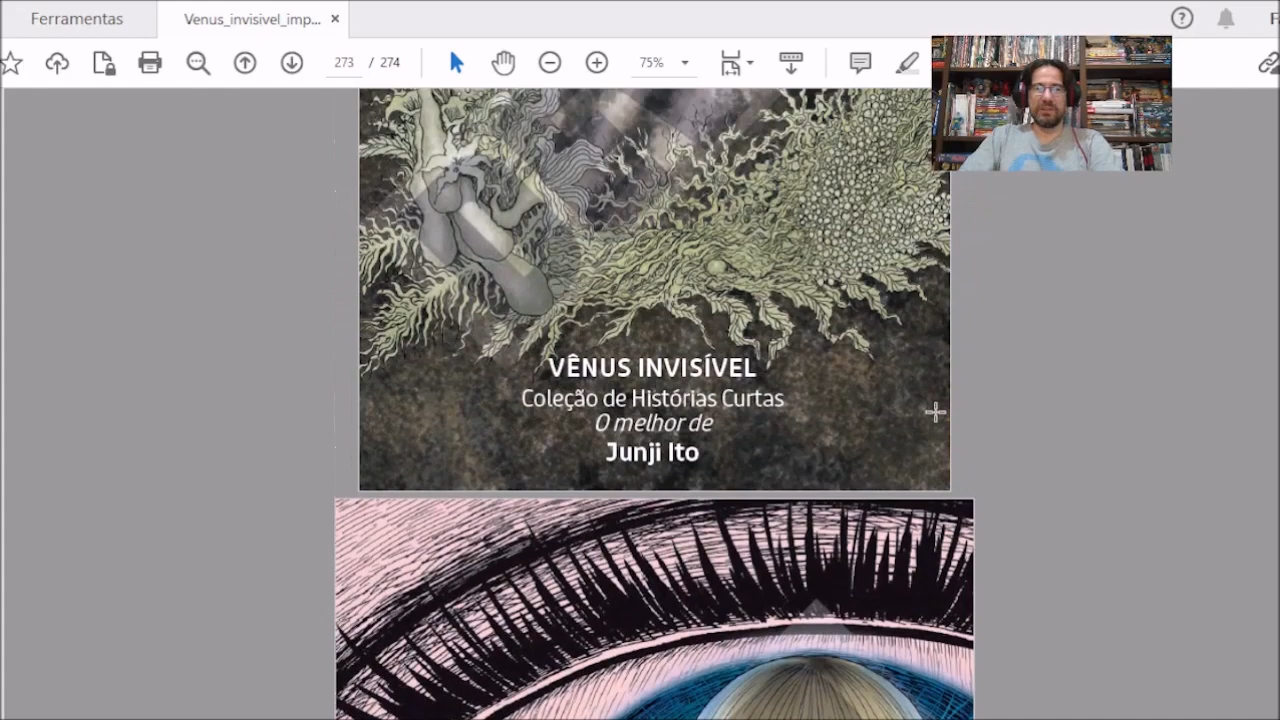 Ferramentas
Venus_invisivel_imp...
273 / 274
75%
VÊNUS INVISÍVEL
Coleção de Histórias Curtas
O melhor de
Junji Ito